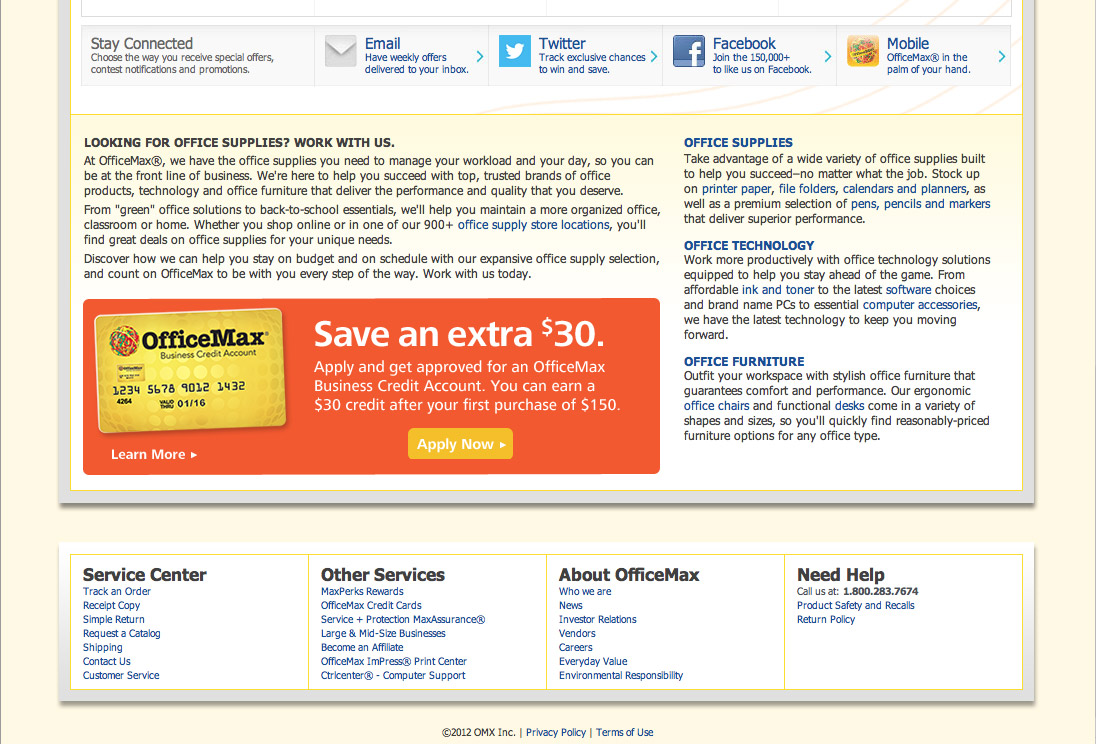 Stay Connected
Choose the way you receive special offers,
contest notifications and promotions.
Email
Have weekly offers
delivered to your inbox.
Twitter
Track exclusive chances
to win and save.
Facebook
Join the 150,000+
to like us on Facebook.
Mobile
OfficeMax® in the
palm of your hand.
LOOKING FOR OFFICE SUPPLIES? WORK WITH US.
At OfficeMax®, we have the office supplies you need to manage your workload and your day, so you can
be at the front line of business. We're here to help you succeed with top, trusted brands of office
products, technology and office furniture that deliver the performance and quality that you deserve.
From "green" office solutions to back-to-school essentials, we'll help you maintain a more organized office,
classroom or home. Whether you shop online or in one of our 900+ office supply store locations, you'll
find great deals on office supplies for your unique needs.
Discover how we can help you stay on budget and on schedule with our expansive office supply selection,
and count on OfficeMax to be with you every step of the way. Work with us today.
OfficeMax®
Business Credit Account
OfficeMax
1234 5678 9012 1432
4264
VALID
THRU 01/16
Learn More ▸
Save an extra $30.
Apply and get approved for an OfficeMax
Business Credit Account. You can earn a
$30 credit after your first purchase of $150.
Apply Now ▸
OFFICE SUPPLIES
Take advantage of a wide variety of office supplies built
to help you succeed–no matter what the job. Stock up
on printer paper, file folders, calendars and planners, as
well as a premium selection of pens, pencils and markers
that deliver superior performance.
OFFICE TECHNOLOGY
Work more productively with office technology solutions
equipped to help you stay ahead of the game. From
affordable ink and toner to the latest software choices
and brand name PCs to essential computer accessories,
we have the latest technology to keep you moving
forward.
OFFICE FURNITURE
Outfit your workspace with stylish office furniture that
guarantees comfort and performance. Our ergonomic
office chairs and functional desks come in a variety of
shapes and sizes, so you'll quickly find reasonably-priced
furniture options for any office type.
Service Center
Track an Order
Receipt Copy
Simple Return
Request a Catalog
Shipping
Contact Us
Customer Service
Other Services
MaxPerks Rewards
OfficeMax Credit Cards
Service + Protection MaxAssurance®
Large & Mid-Size Businesses
Become an Affiliate
OfficeMax ImPress® Print Center
Ctrlcenter® - Computer Support
About OfficeMax
Who we are
News
Investor Relations
Vendors
Careers
Everyday Value
Environmental Responsibility
Need Help
Call us at: 1.800.283.7674
Product Safety and Recalls
Return Policy
©2012 OMX Inc. | Privacy Policy | Terms of Use